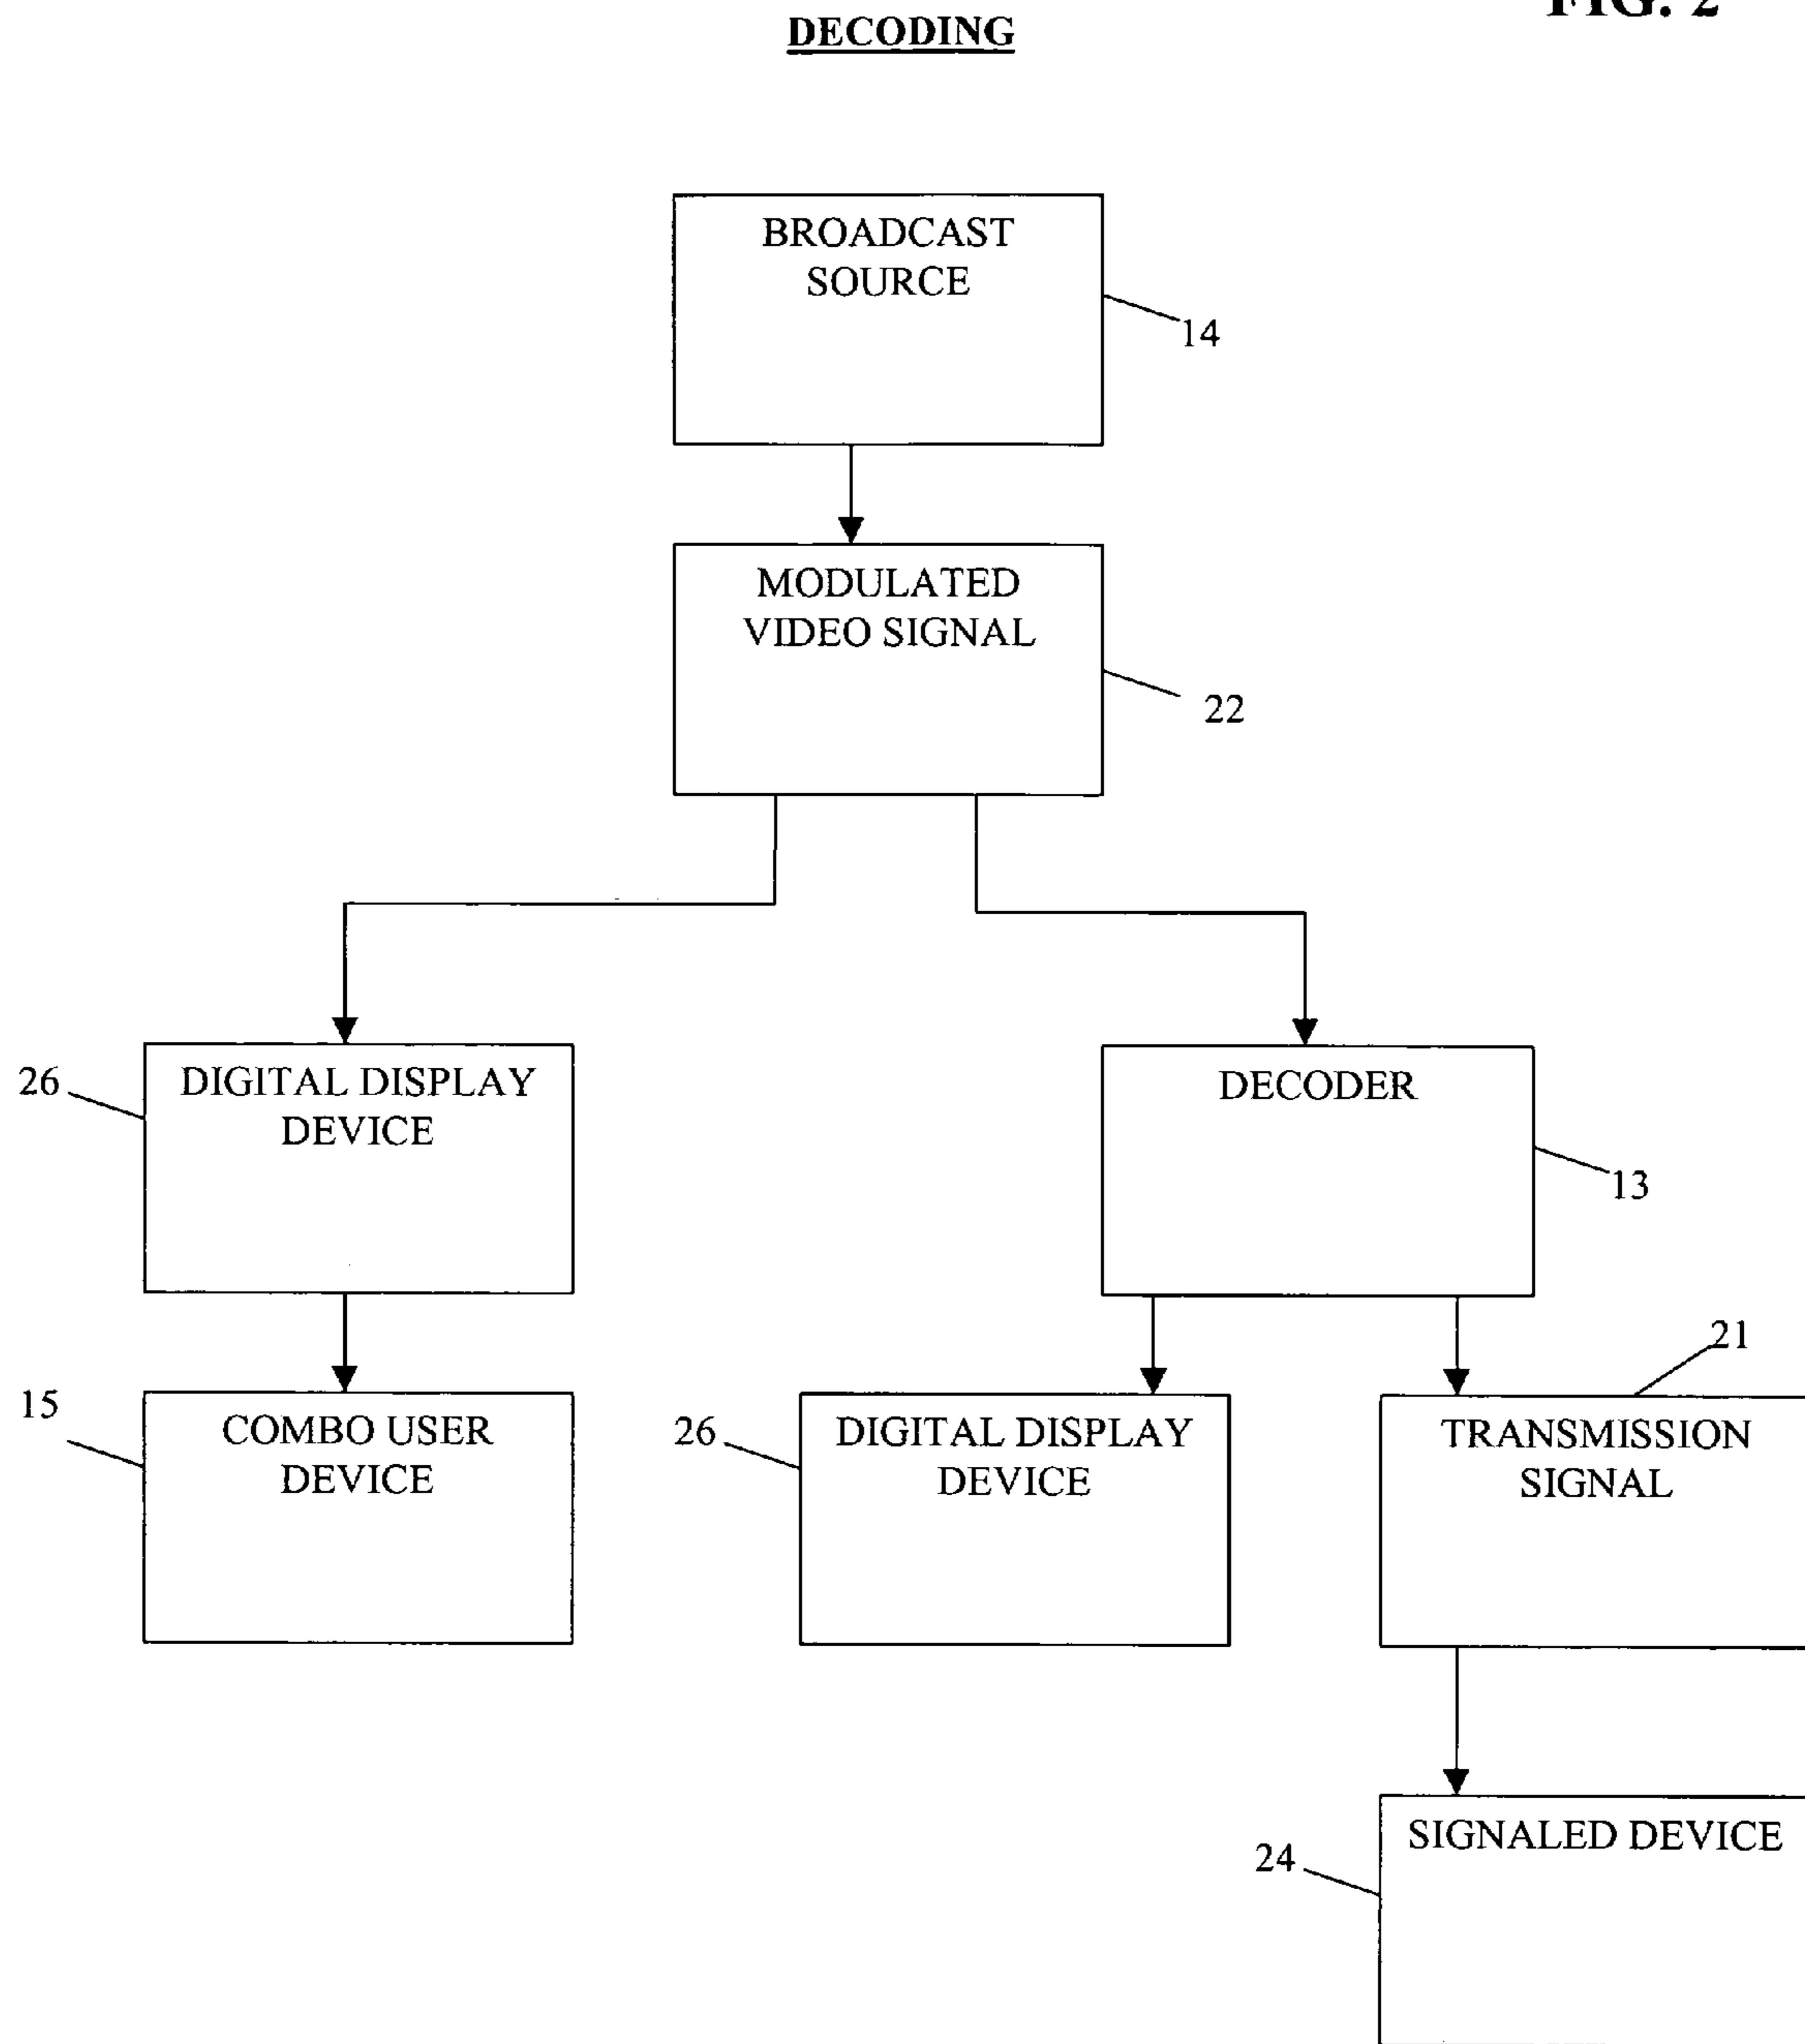 FIG. 2
DECODING
BROADCAST
SOURCE
14
MODULATED
VIDEO SIGNAL
22
26
DIGITAL DISPLAY
DEVICE
DECODER
13
21
15
COMBO USER
DEVICE
26
DIGITAL DISPLAY
DEVICE
TRANSMISSION
SIGNAL
24
SIGNALED DEVICE